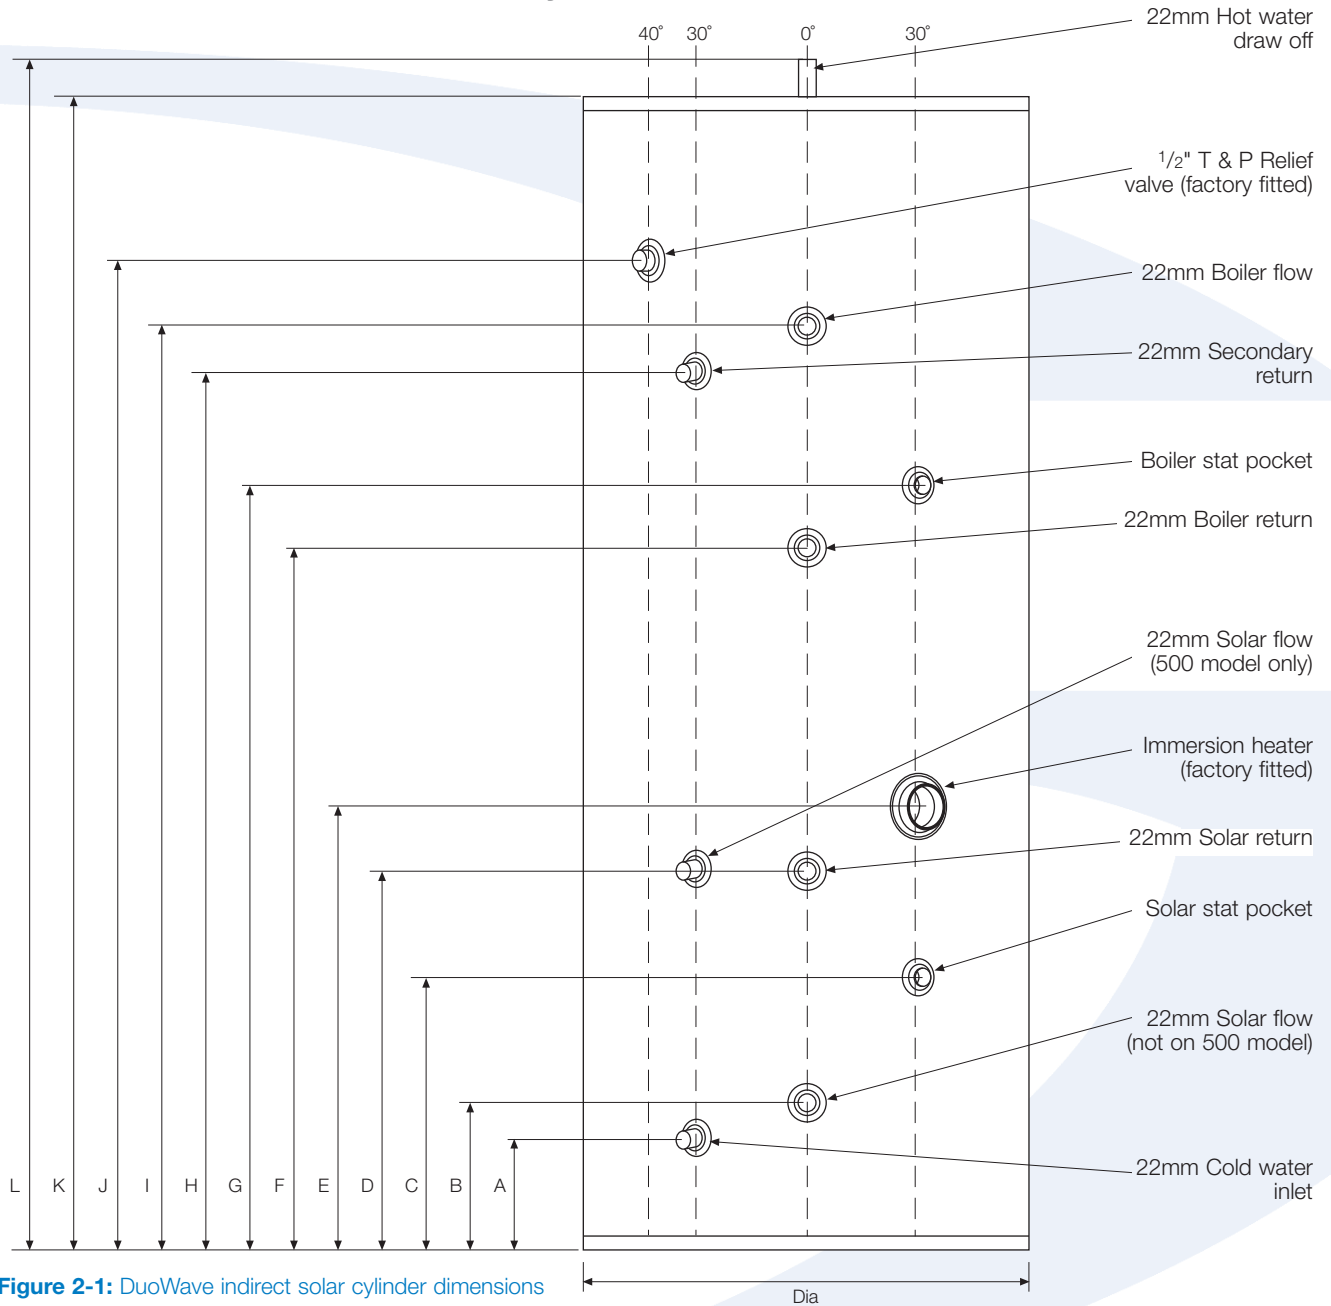 40° 30° 0° 30°
22mm Hot water
draw off
1/2" T & P Relief
valve (factory fitted)
22mm Boiler flow
22mm Secondary
return
Boiler stat pocket
22mm Boiler return
22mm Solar flow
(500 model only)
Immersion heater
(factory fitted)
22mm Solar return
Solar stat pocket
22mm Solar flow
(not on 500 model)
22mm Cold water
inlet
L K J I H G F E D C B A
Figure 2-1: DuoWave indirect solar cylinder dimensions
Dia